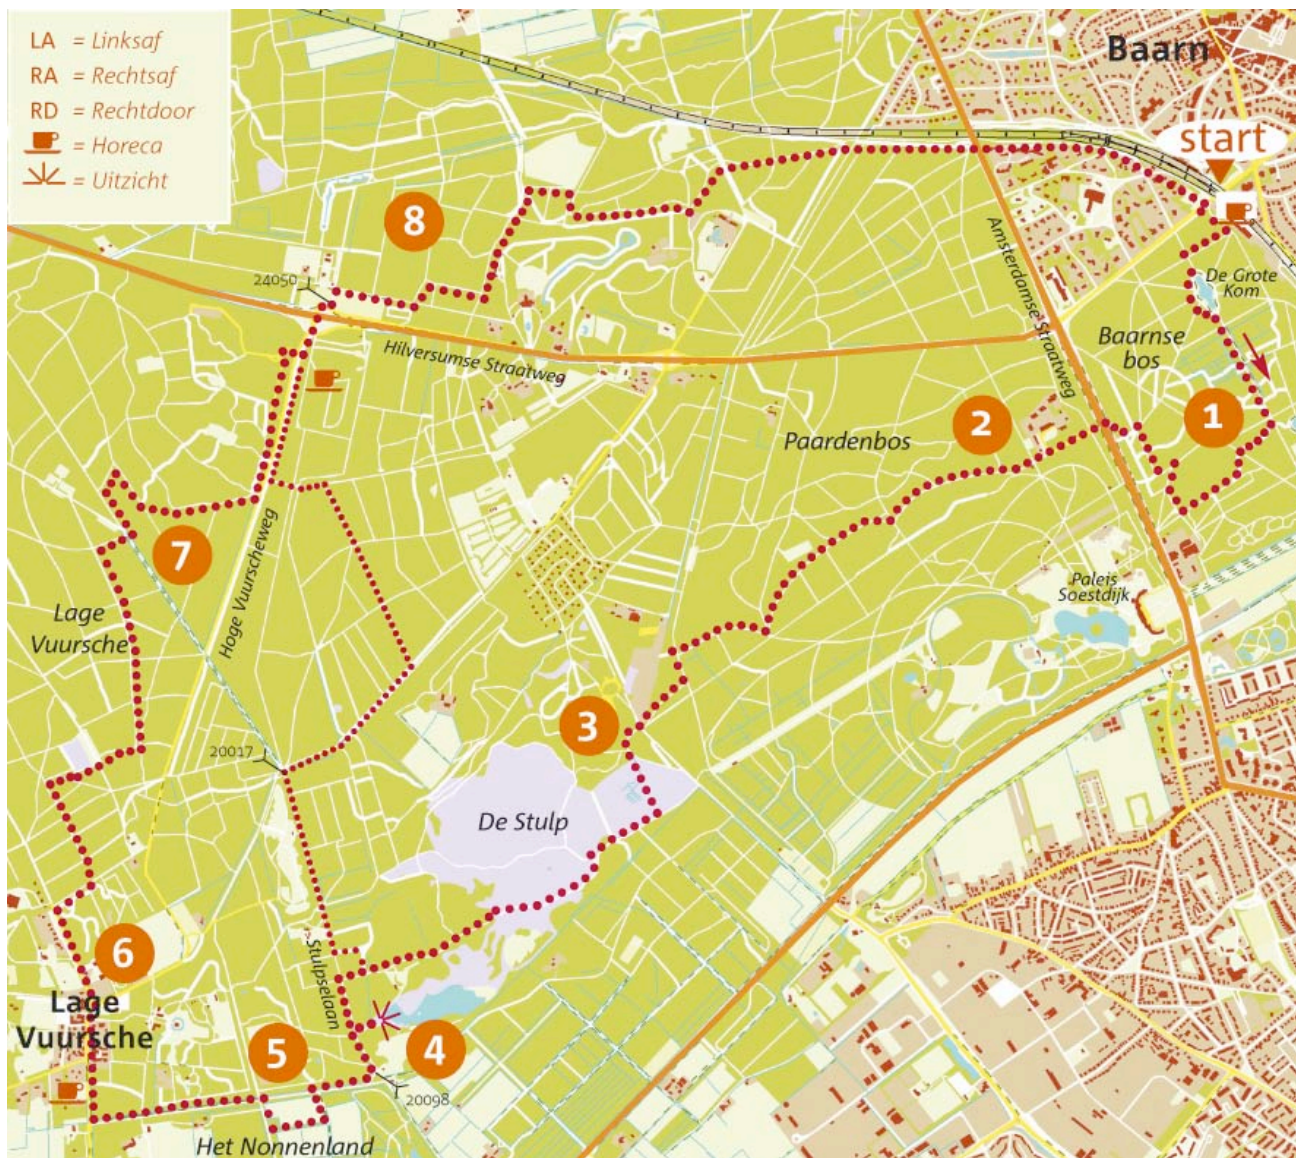 LA = Linksaf
RA = Rechtsaf
RD = Rechtdoor
= Horeca
= Uitzicht
Baarn
start
8
24050
Amsterdamse Straatweg
De Grote
Kom
Hilversumse Straatweg
Baarnse
bos
1
2
Paardenbos
7
Hoge Vuurscheweg
Paleis
Soestdijk
Lage
Vuursche
3
20017
De Stulp
6
Stulpselaan
Lage
Vuursche
5
4
20098
Het Nonnenland